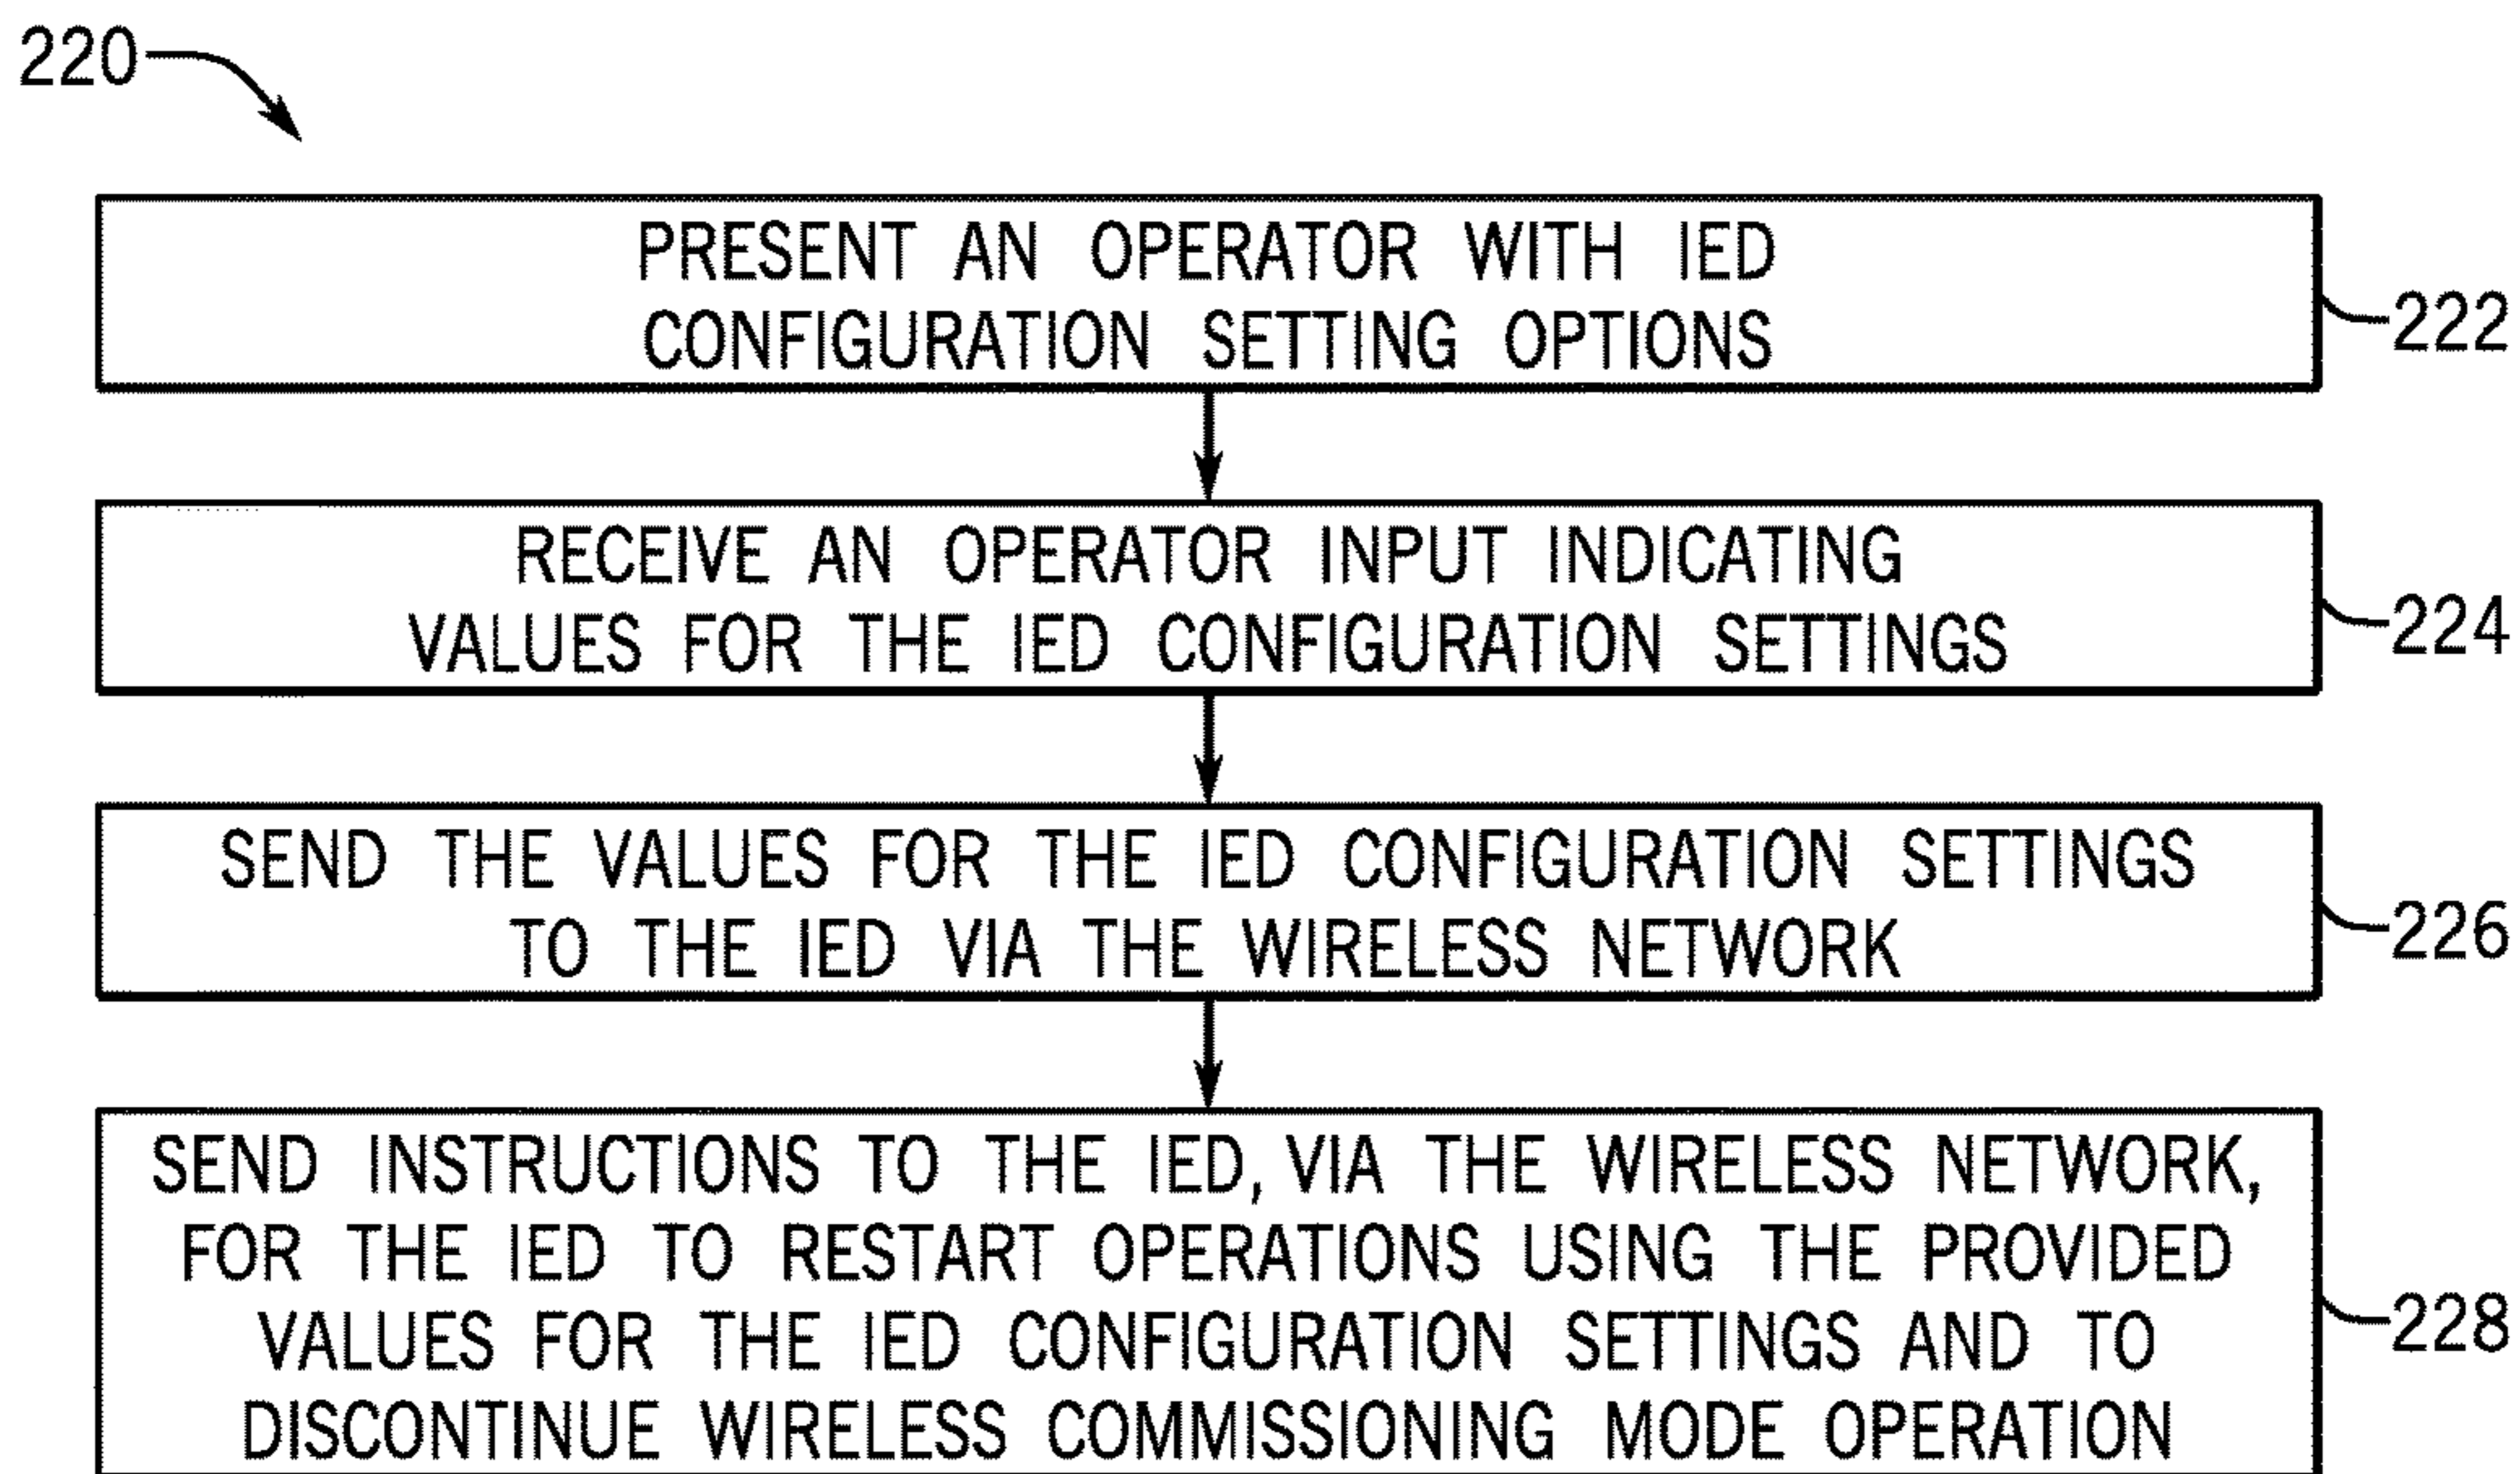 220
PRESENT AN OPERATOR WITH IED
CONFIGURATION SETTING OPTIONS
222
RECEIVE AN OPERATOR INPUT INDICATING
VALUES FOR THE IED CONFIGURATION SETTINGS
224
SEND THE VALUES FOR THE IED CONFIGURATION SETTINGS
TO THE IED VIA THE WIRELESS NETWORK
226
SEND INSTRUCTIONS TO THE IED, VIA THE WIRELESS NETWORK,
FOR THE IED TO RESTART OPERATIONS USING THE PROVIDED
VALUES FOR THE IED CONFIGURATION SETTINGS AND TO
DISCONTINUE WIRELESS COMMISSIONING MODE OPERATION
228